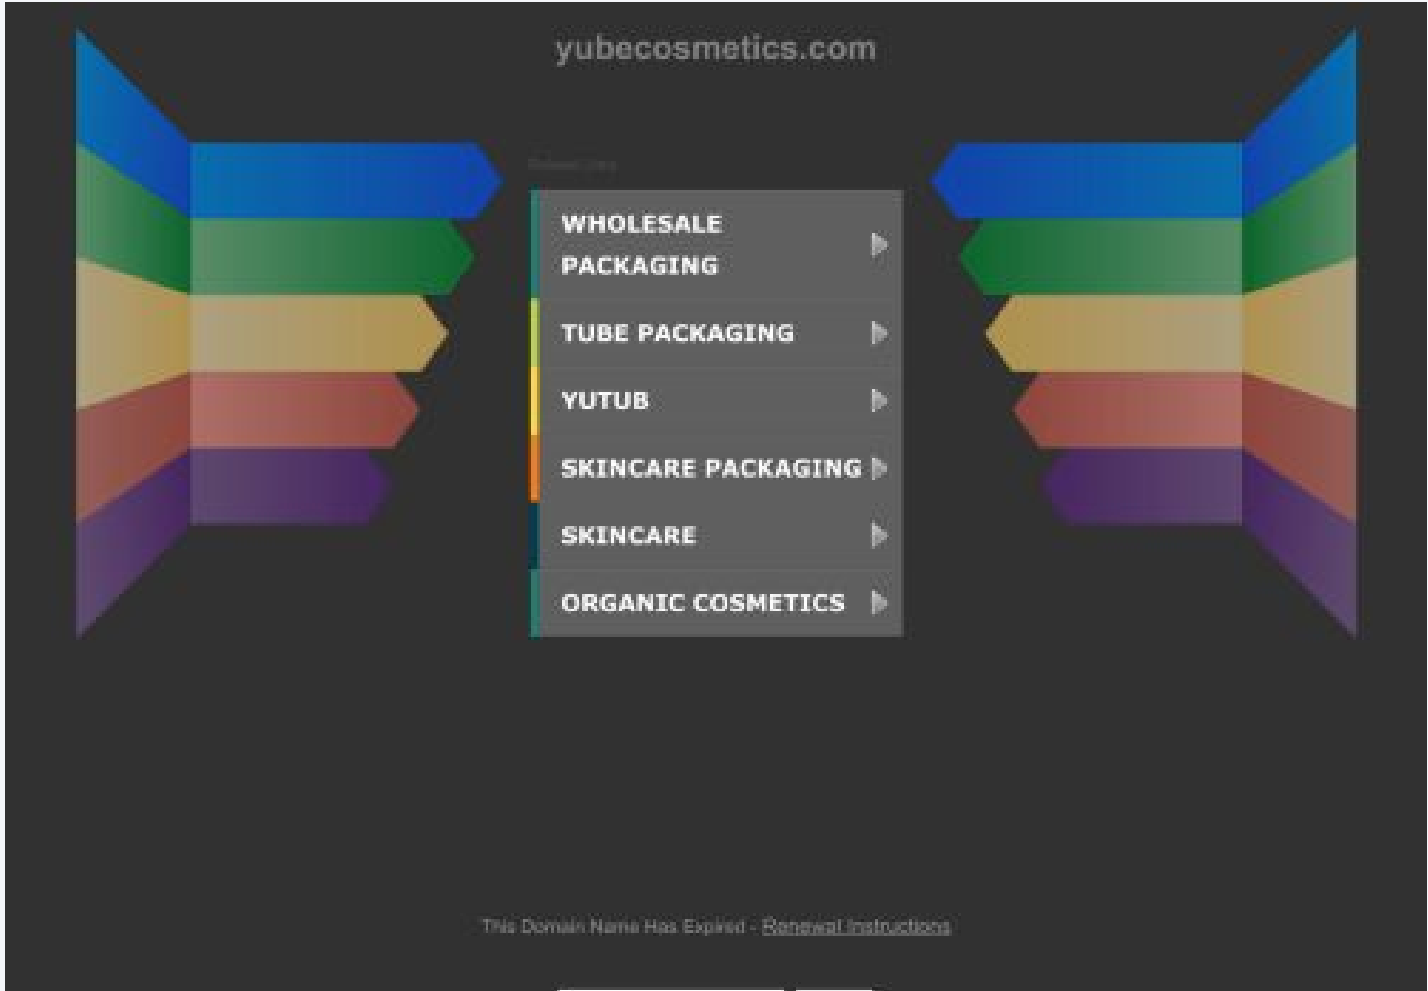 yubecosmetics.com
WHOLESALE
PACKAGING
TUBE PACKAGING
YUTUB
SKINCARE PACKAGING
SKINCARE
ORGANIC COSMETICS
This Domain Name Has Expired - Renewal Instructions